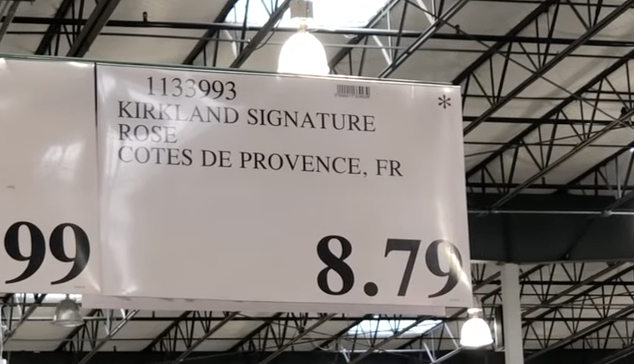 1133993
*
KIRKLAND SIGNATURE
ROSE
COTES DE PROVENCE, FR
99
8.79